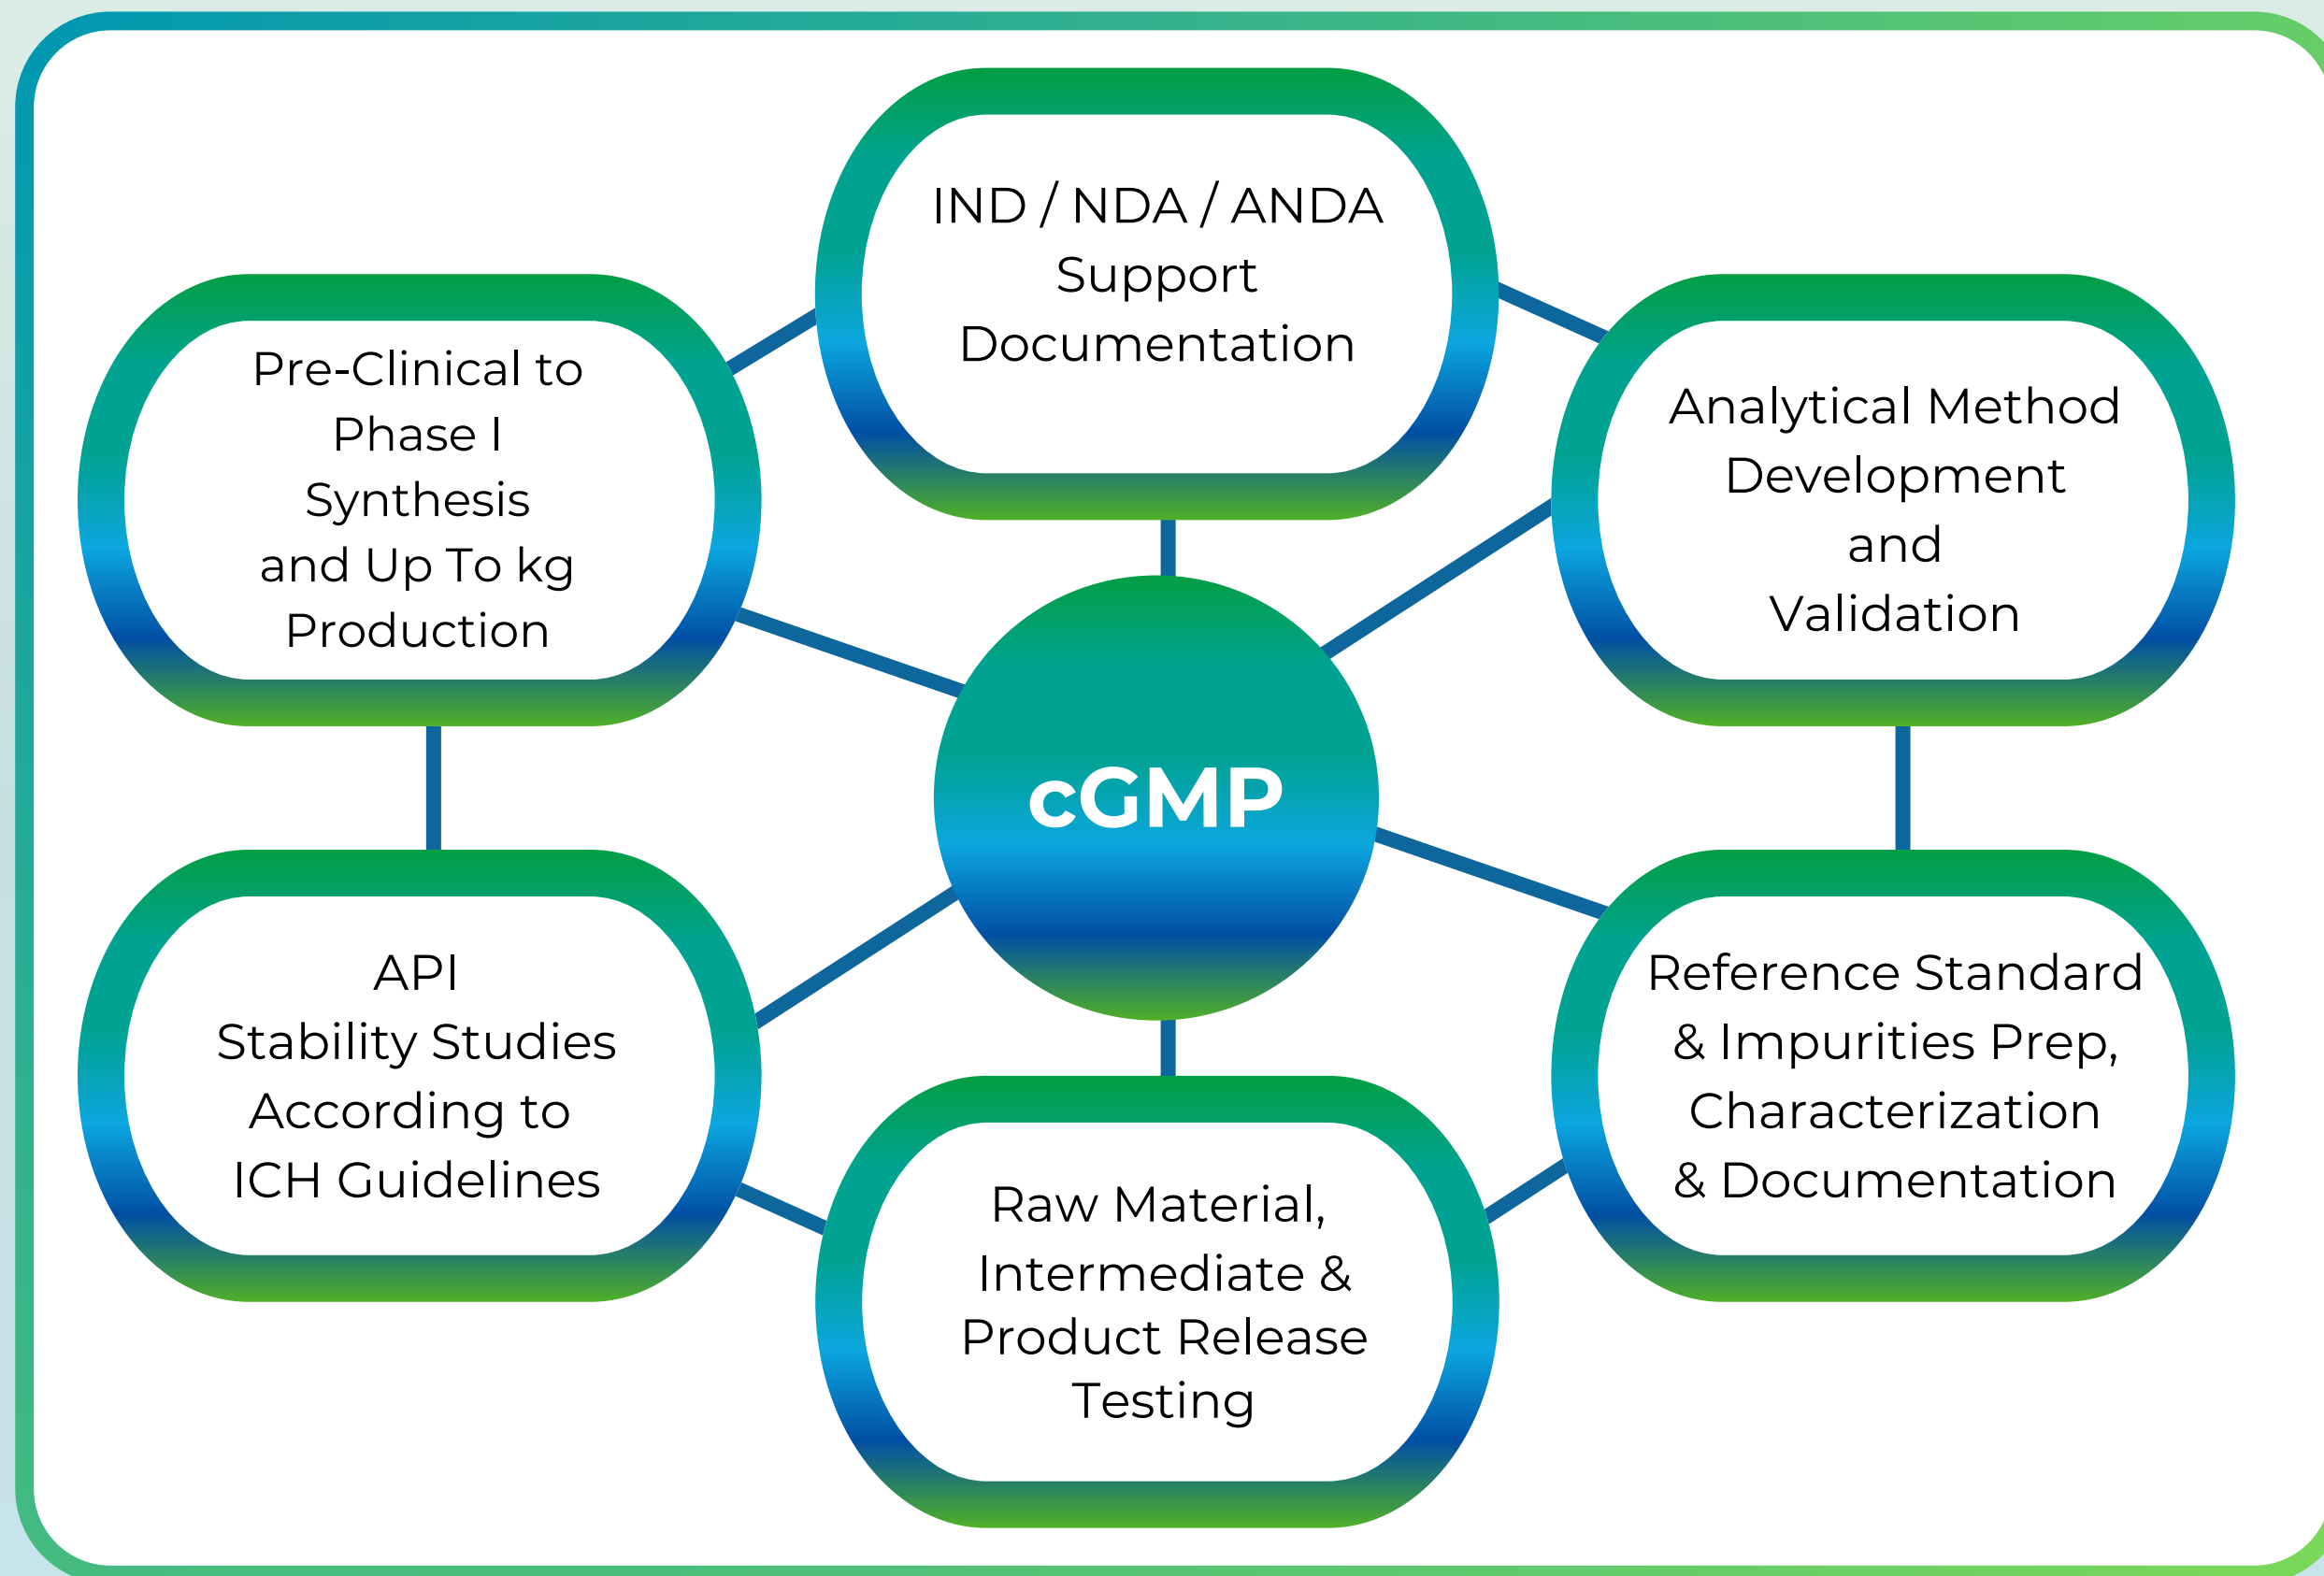 IND / NDA / ANDA
Support
Documentation
Pre-Clinical to
Phase I
Synthesis
and Up To kg
Production
Analytical Method
Development
and
Validation
cGMP
API
Stability Studies
According to
ICH Guidelines
Reference Standard
& Impurities Prep,
Characterization
& Documentation
Raw Material,
Intermediate &
Product Release
Testing